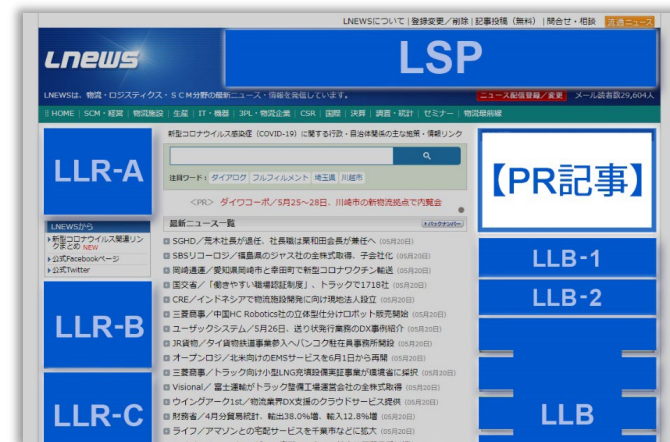 LNEWSについて | 登録変更／削除 | 記事投稿（無料） | 問合せ・相談 流通ニュース
Lnews
LSP
LNEWSは、物流・ロジスティクス・SCM分野の最新ニュース・情報を発信しています。
ニュース配信登録／変更 メール読者数29,604人
HOME | SCM・経営 | 物流施設 | 生産 | IT・機器 | 3PL・物流企業 | CSR | 国際 | 決算 | 調査・統計 | セミナー | 物流最前線
LLR-A
新型コロナウイルス感染症（COVID-19）に関する行政・自治体関係の主な施策・情報リンク
注目ワード： ダイアログ フルフィルメント 埼玉県 川越市
<PR> ダイワコーポ／5月25～28日、川崎市の新物流拠点で内覧会
【PR記事】
LNEWSから
新型コロナウイルス関連リンクまとめ NEW
公式Facebookページ
公式Twitter
最新ニュース一覧 バックナンバー
SGHD／荒木社長が退任、社長職は栗和田会長が兼任へ (05月20日)
SBSリコーロジ／福島県のジャス社の全株式取得、子会社化 (05月20日)
岡崎通運／愛知県岡崎市と幸田町で新型コロナワクチン輸送 (05月20日)
国交省／「働きやすい職場認証制度」、トラックで1718社 (05月20日)
CRE／インドネシアで物流施設開発に向け現地法人設立 (05月20日)
三菱商事／中国HC Robotics社の立体型仕分けロボット販売開始 (05月20日)
ユーザックシステム／5月26日、送り状発行業務のDX事例紹介 (05月20日)
JR貨物／タイ貨物鉄道事業参入へバンコク駐在員事務所開設 (05月20日)
オープンロジ／北米向けのEMSサービスを6月1日から再開 (05月20日)
三菱商事／トラック向け小型LNG充填設備実証事業が環境省に採択 (05月20日)
Visional／富士運輸がトラック整備工場運営会社の全株式取得 (05月20日)
ウイングアーク1st／物流業界DX支援のクラウドサービス提供 (05月20日)
財務省／4月分貿易統計、輸出38.0％増、輸入12.8％増 (05月20日)
ライフ／アマゾンとの宅配サービスを千葉市などに拡大 (05月20日)
LLR-B
LLR-C
LLB-1
LLB-2
LLB